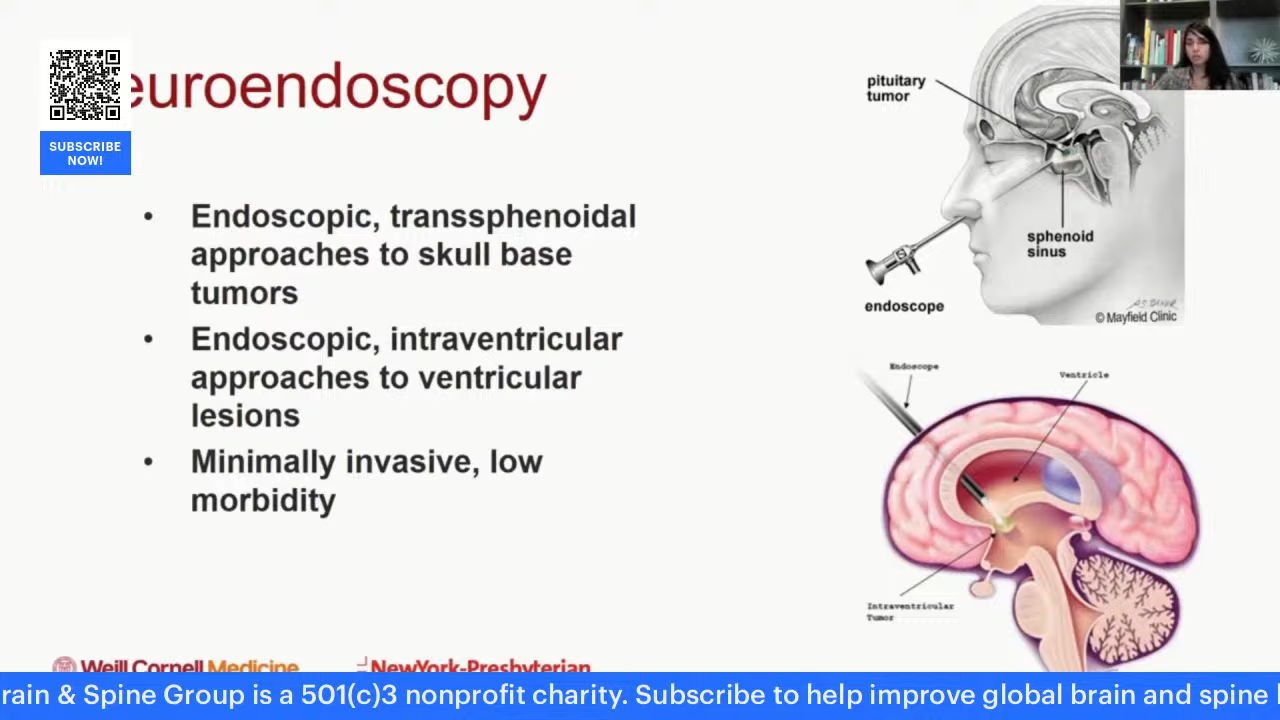 euroendoscopy
SUBSCRIBE
NOW!
• Endoscopic, transsphenoidal
approaches to skull base
tumors
• Endoscopic, intraventricular
approaches to ventricular
lesions
• Minimally invasive, low
morbidity
pituitary
tumor
sphenoid
sinus
endoscope
© Mayfield Clinic
Endoscope
Ventricle
Intraventricular
Tumor
Weill Cornell Medicine
NewYork-Presbyterian
rain & Spine Group is a 501(c)3 nonprofit charity. Subscribe to help improve global brain and spine